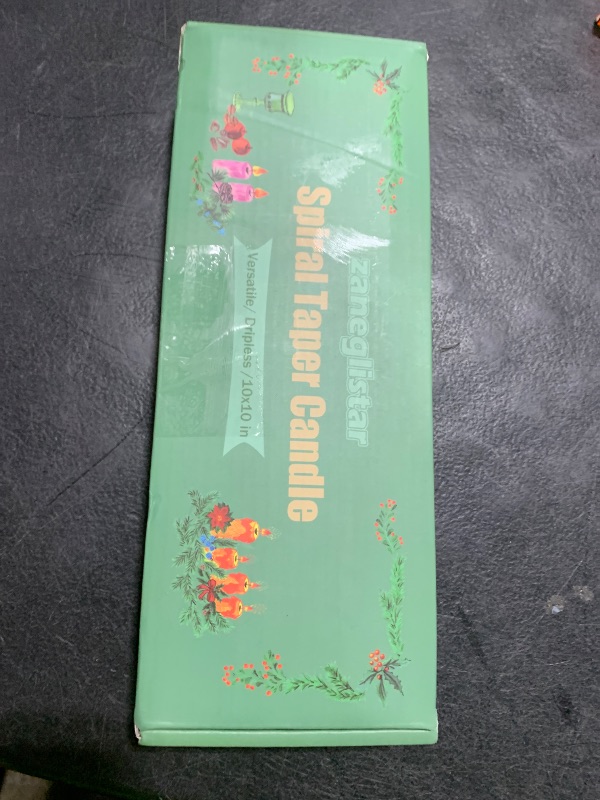 zaneglistar
Spiral Taper Candle
Versatile/ Dripless /10x10 in